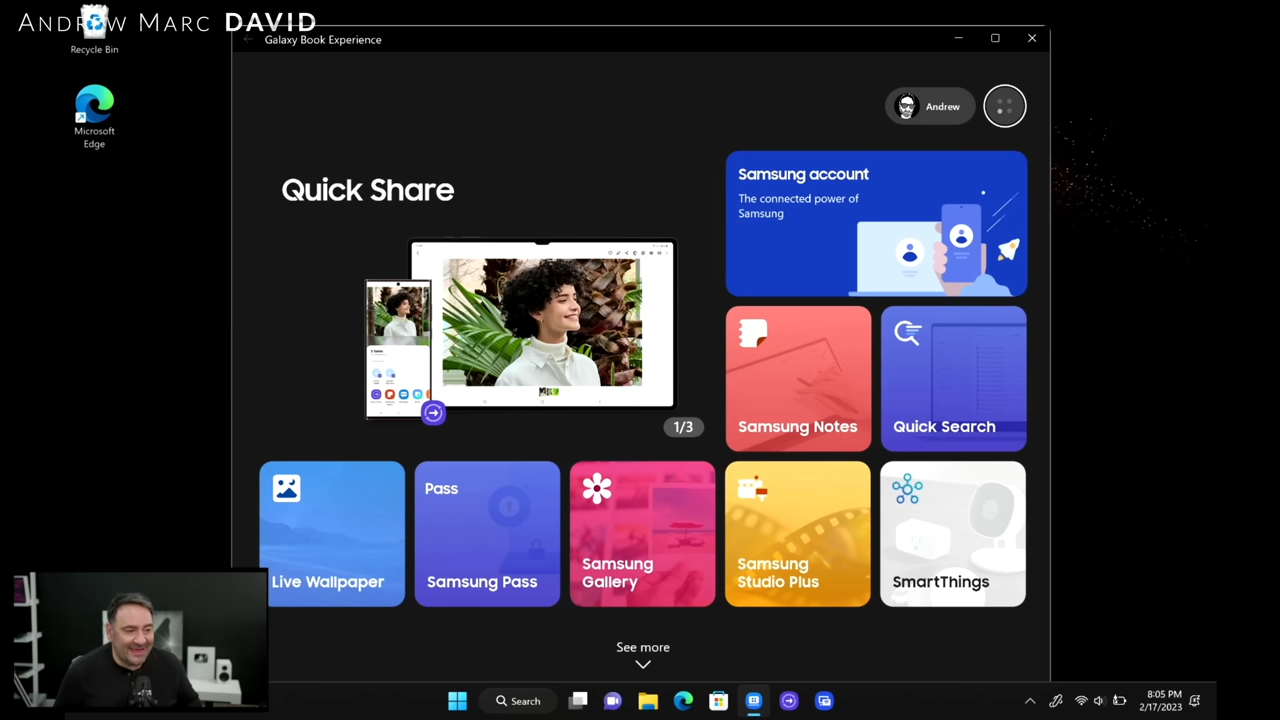 ANDREW MARC DAVID
Recycle Bin
Microsoft
Edge
Galaxy Book Experience
Andrew
Quick Share
1/3
Samsung account
The connected power of
Samsung
Samsung Notes
Quick Search
Live Wallpaper
Pass
Samsung Pass
Samsung
Gallery
Samsung
Studio Plus
SmartThings
See more
Search
8:05 PM
2/17/2023